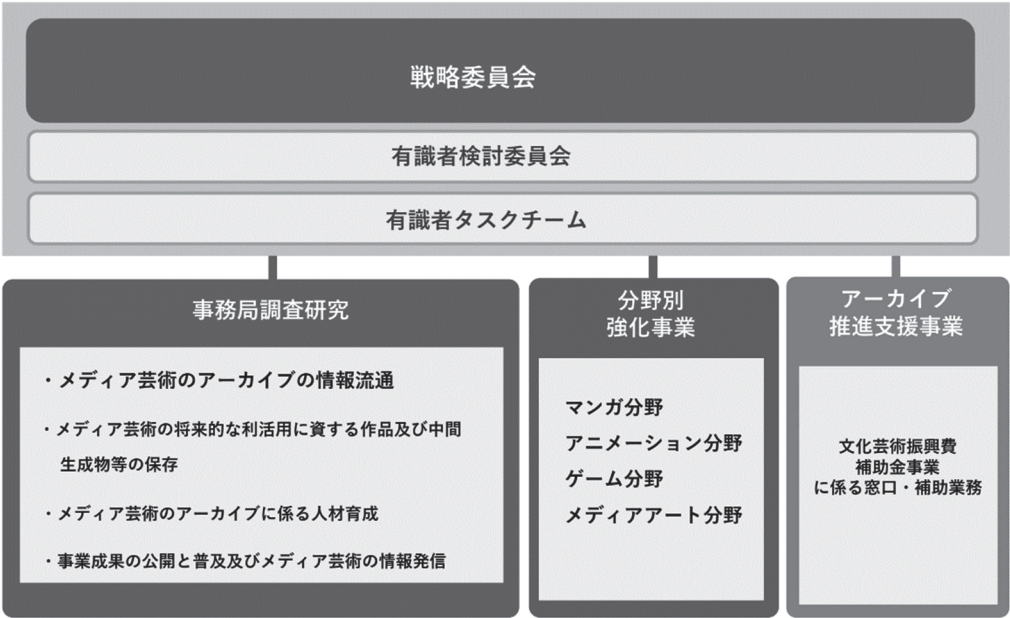 戦略委員会
有識者検討委員会
有識者タスクチーム
事務局調査研究
・メディア芸術のアーカイブの情報流通
・メディア芸術の将来的な利活用に資する作品及び中間
生成物等の保存
・メディア芸術のアーカイブに係る人材育成
・事業成果の公開と普及及びメディア芸術の情報発信
分野別
強化事業
マンガ分野
アニメーション分野
ゲーム分野
メディアアート分野
アーカイブ
推進支援事業
文化芸術振興費
補助金事業
に係る窓口・補助業務